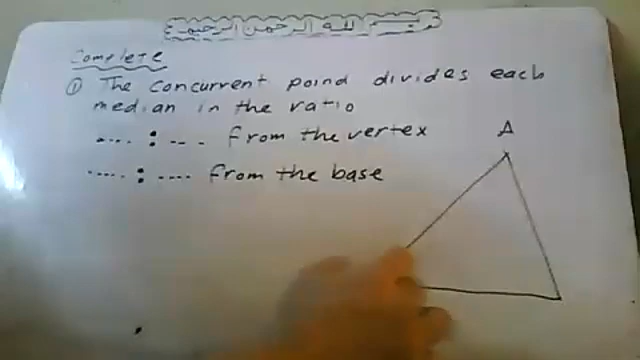 بسم الله الرحمن الرحيم
Complete
① The concurrent poind divides each
median in the ratio
.... : ... from the vertex
..... : .... from the base
A